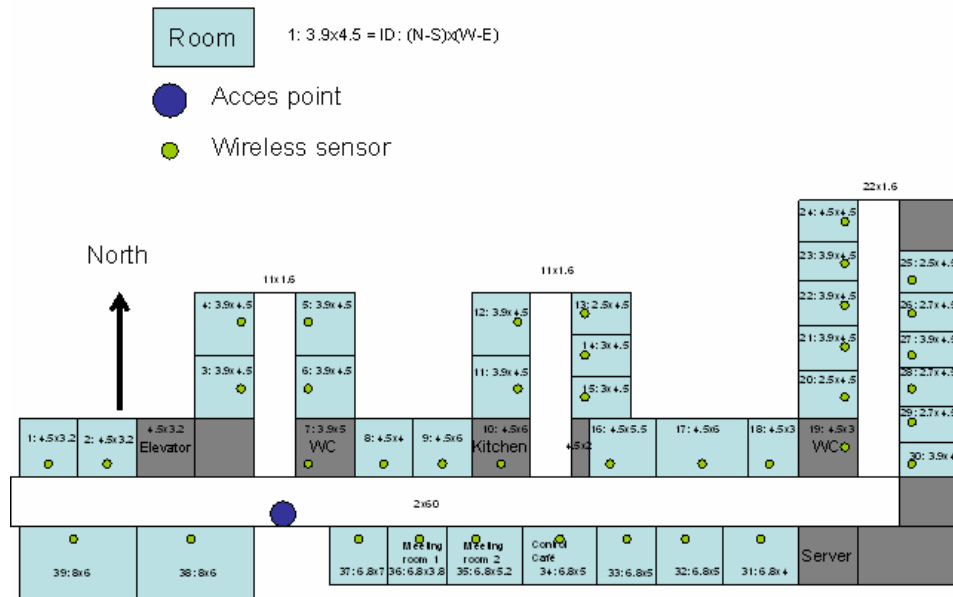 Room
1: 3.9x4.5 = ID: (N-S)x(W-E)
Acces point
Wireless sensor
North
22x1.6
11x1.6
11x1.6
24: 4.5x4.5
23: 3.9x4.5
22: 3.9x4.5
21: 3.9x4.5
20: 2.5x4.5
25: 2.5x4.9
26: 2.7x4.9
27: 3.9x4.5
28: 2.7x4.9
29: 2.7x4.9
30: 3.9x4
4: 3.9x4.5
5: 3.9x4.5
3: 3.9x4.5
6: 3.9x4.5
12: 3.9x4.5
13: 2.5x4.5
14: 3x4.5
11: 3.9x4.5
15: 3x4.5
1: 4.5x3.2
2: 4.5x3.2
4.5x3.2
Elevator
7: 3.9x5
WC
8: 4.5x4
9: 4.5x6
10: 4.5x6
Kitchen
4.5x2
16: 4.5x5.5
17: 4.5x6
18: 4.5x3
19: 4.5x3
WC
2x60
39: 8x6
38: 8x6
37: 6.8x7
Meeting
room 1
36: 6.8x3.8
Meeting
room 2
35: 6.8x5.2
Control
Café
34: 6.8x5
33: 6.8x5
32: 6.8x5
31: 6.8x4
Server